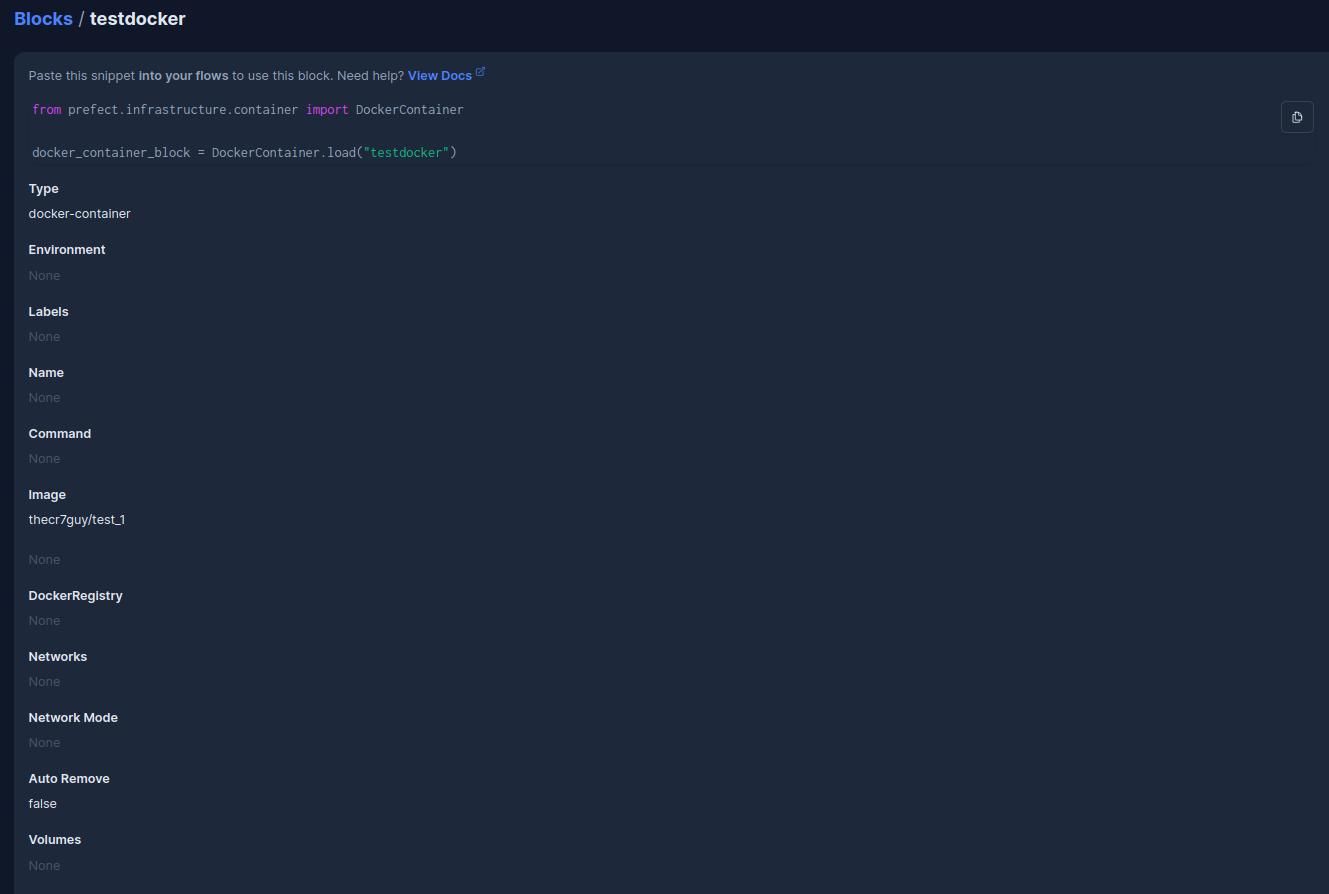 Blocks / testdocker
Paste this snippet into your flows to use this block. Need help? View Docs
from prefect.infrastructure.container import DockerContainer
docker_container_block = DockerContainer.load("testdocker")
Type
docker-container
Environment
None
Labels
None
Name
None
Command
None
Image
thecr7guy/test_1
None
DockerRegistry
None
Networks
None
Network Mode
None
Auto Remove
false
Volumes
None